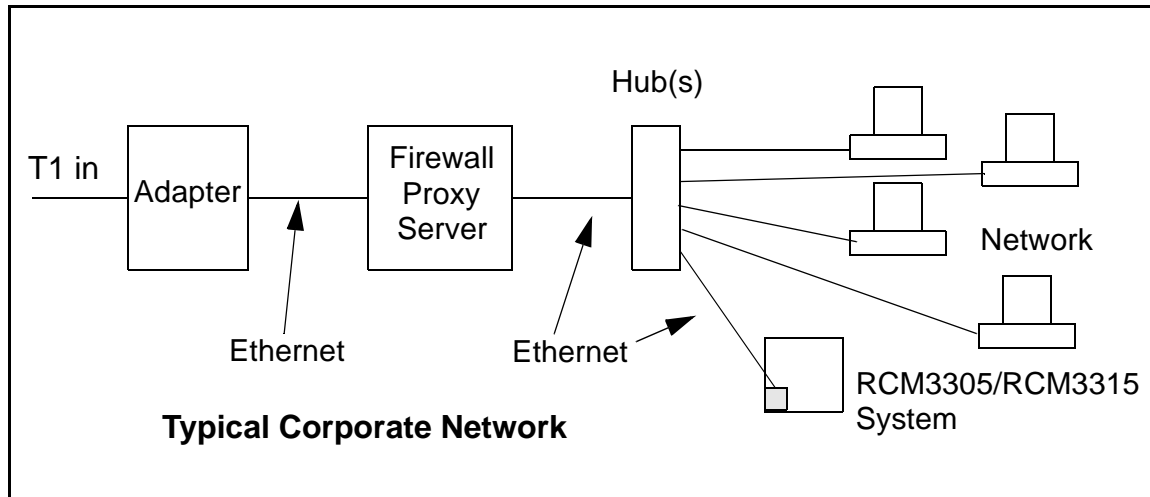 Hub(s)
T1 in
Adapter
Firewall
Proxy
Server
Network
Ethernet
Ethernet
RCM3305/RCM3315
System
Typical Corporate Network